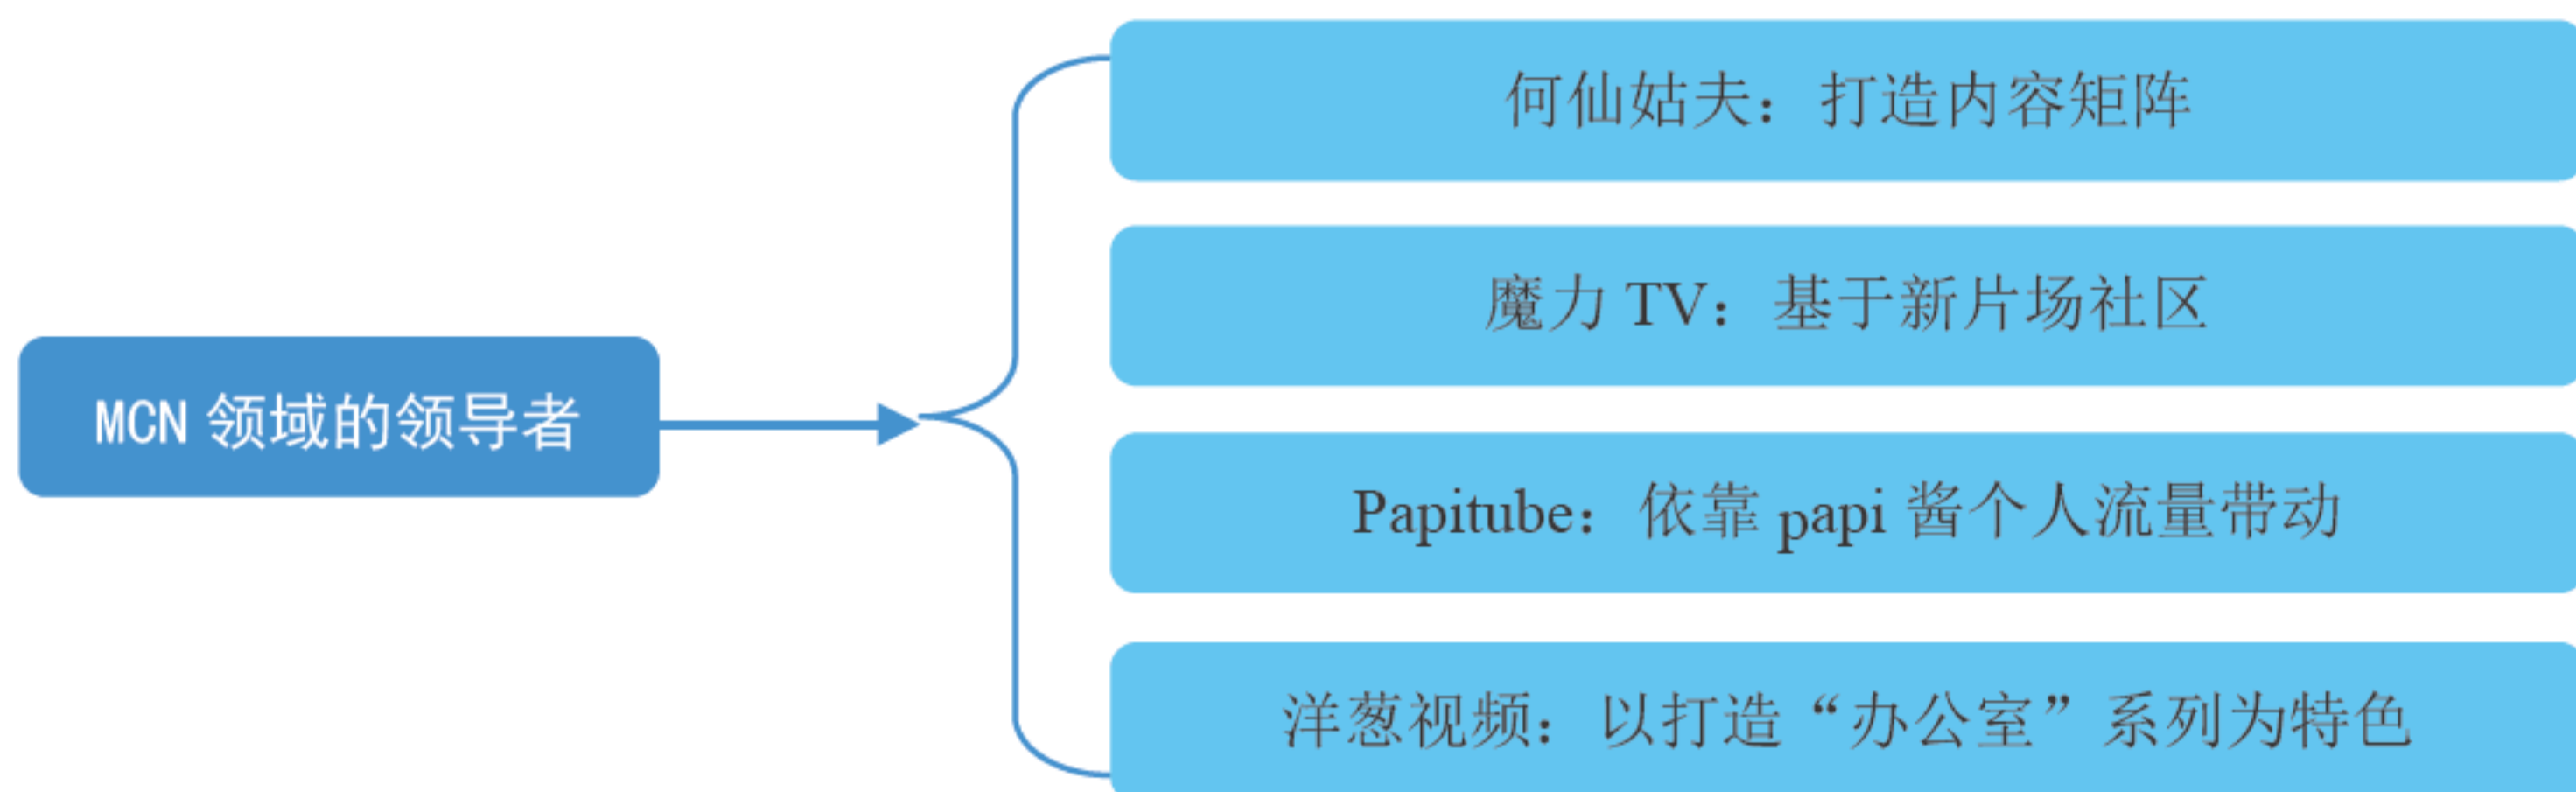 何仙姑夫：打造内容矩阵
魔力 TV：基于新片场社区
MCN 领域的领导者
Papitube：依靠 papi 酱个人流量带动
洋葱视频：以打造“办公室”系列为特色